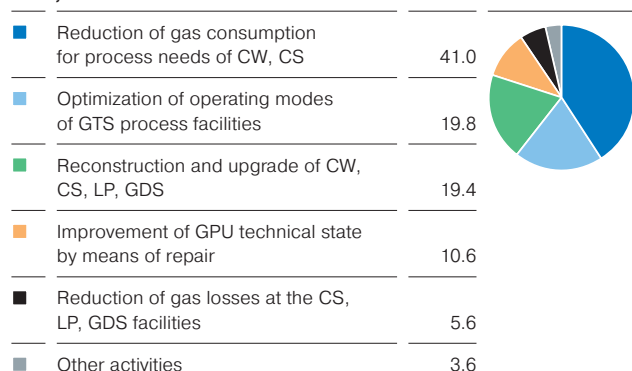 Reduction of gas consumption
for process needs of CW, CS 41.0
Optimization of operating modes
of GTS process facilities 19.8
Reconstruction and upgrade of CW,
CS, LP, GDS 19.4
Improvement of GPU technical state
by means of repair 10.6
Reduction of gas losses at the CS,
LP, GDS facilities 5.6
Other activities 3.6